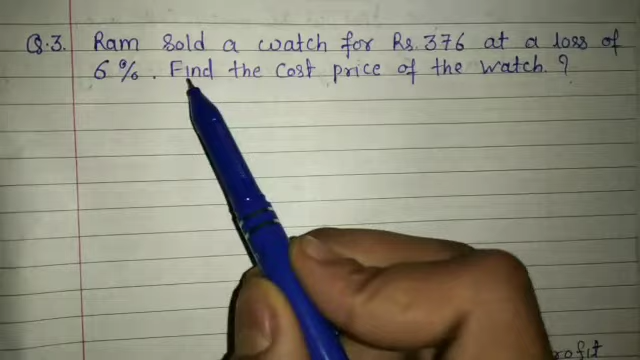 Q.3. Ram Sold a watch for Rs.376 at a loss of
6%. Find the Cost price of the watch.?